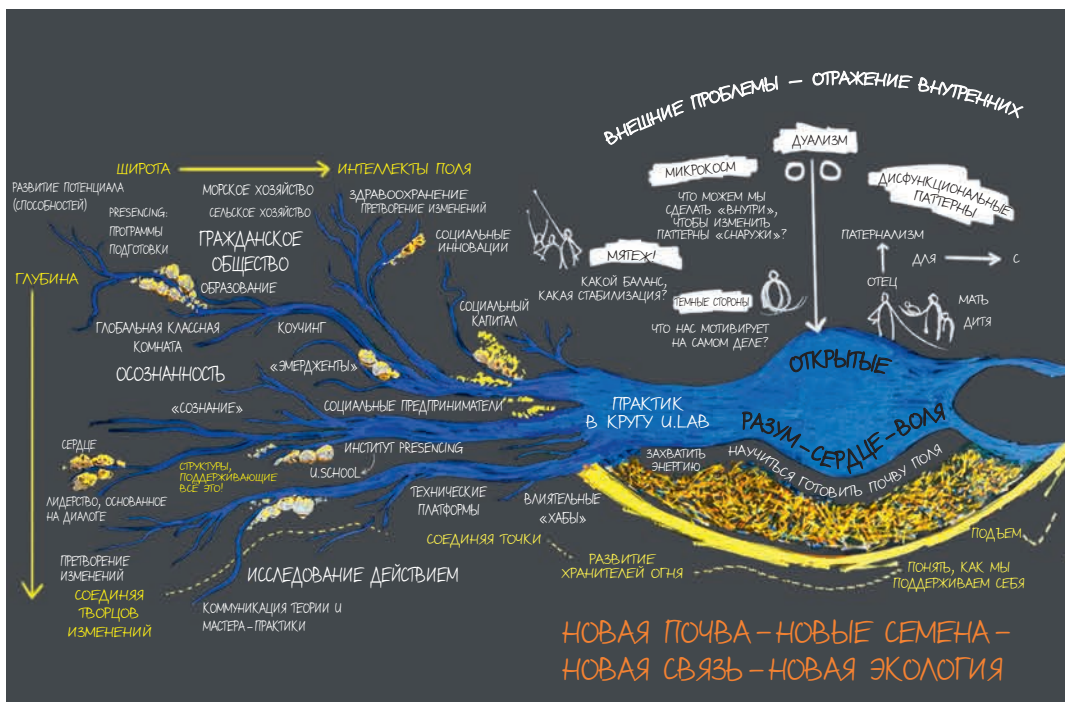 ВНЕШНИЕ ПРОБЛЕМЫ – ОТРАЖЕНИЕ ВНУТРЕННИХ
ДУАЛИЗМ
МИКРОКОСМ
ЧТО МОЖЕМ МЫ
СДЕЛАТЬ «ВНУТРИ»,
ЧТОБЫ ИЗМЕНИТЬ
ПАТТЕРНЫ «СНАРУЖИ»?
ДИСФУНКЦИОНАЛЬНЫЕ
ПАТТЕРНЫ
ПАТЕРНАЛИЗМ
ДЛЯ
С
ОТЕЦ
МАТЬ
ДИТЯ
МЯТЕЖ!
КАКОЙ БАЛАНС,
КАКАЯ СТАБИЛИЗАЦИЯ?
ТЕМНЫЕ СТОРОНЫ
ЧТО НАС МОТИВИРУЕТ
НА САМОМ ДЕЛЕ?
ШИРОТА
ИНТЕЛЛЕКТЫ ПОЛЯ
РАЗВИТИЕ ПОТЕНЦИАЛА
(СПОСОБНОСТЕЙ)
PRESENCING:
ПРОГРАММЫ
ПОДГОТОВКИ
МОРСКОЕ ХОЗЯЙСТВО
СЕЛЬСКОЕ ХОЗЯЙСТВО
ГРАЖДАНСКОЕ
ОБЩЕСТВО
ОБРАЗОВАНИЕ
ЗДРАВООХРАНЕНИЕ
ПРЕТВОРЕНИЕ ИЗМЕНЕНИЙ
СОЦИАЛЬНЫЕ
ИННОВАЦИИ
ГЛУБИНА
ГЛОБАЛЬНАЯ КЛАССНАЯ
КОМНАТА
КОУЧИНГ
СОЦИАЛЬНЫЙ
КАПИТАЛ
ОСОЗНАННОСТЬ
«ЭМЕРДЖЕНТЫ»
«СОЗНАНИЕ»
СОЦИАЛЬНЫЕ ПРЕДПРИНИМАТЕЛИ
ПРАКТИК
В КРУГУ U.LAB
ОТКРЫТЫЕ
РАЗУМ–СЕРДЦЕ–ВОЛЯ
СЕРДЦЕ
СТРУКТУРЫ,
ПОДДЕРЖИВАЮЩИЕ
ВСЕ ЭТО!
ИНСТИТУТ PRESENCING
U.SCHOOL
ЗАХВАТИТЬ
ЭНЕРГИЮ
НАУЧИТЬСЯ ГОТОВИТЬ ПОЧВУ ПОЛЯ
ЛИДЕРСТВО, ОСНОВАННОЕ
НА ДИАЛОГЕ
ТЕХНИЧЕСКИЕ
ПЛАТФОРМЫ
ВЛИЯТЕЛЬНЫЕ
«ХАБЫ»
СОЕДИНЯЯ ТОЧКИ
ПОДЪЕМ
ПРЕТВОРЕНИЕ
ИЗМЕНЕНИЙ
СОЕДИНЯЯ
ТВОРЦОВ
ИЗМЕНЕНИЙ
ИССЛЕДОВАНИЕ ДЕЙСТВИЕМ
РАЗВИТИЕ
ХРАНИТЕЛЕЙ ОГНЯ
ПОНЯТЬ, КАК МЫ
ПОДДЕРЖИВАЕМ СЕБЯ
КОММУНИКАЦИЯ ТЕОРИИ И
МАСТЕРА–ПРАКТИКИ
НОВАЯ ПОЧВА – НОВЫЕ СЕМЕНА –
НОВАЯ СВЯЗЬ – НОВАЯ ЭКОЛОГИЯ